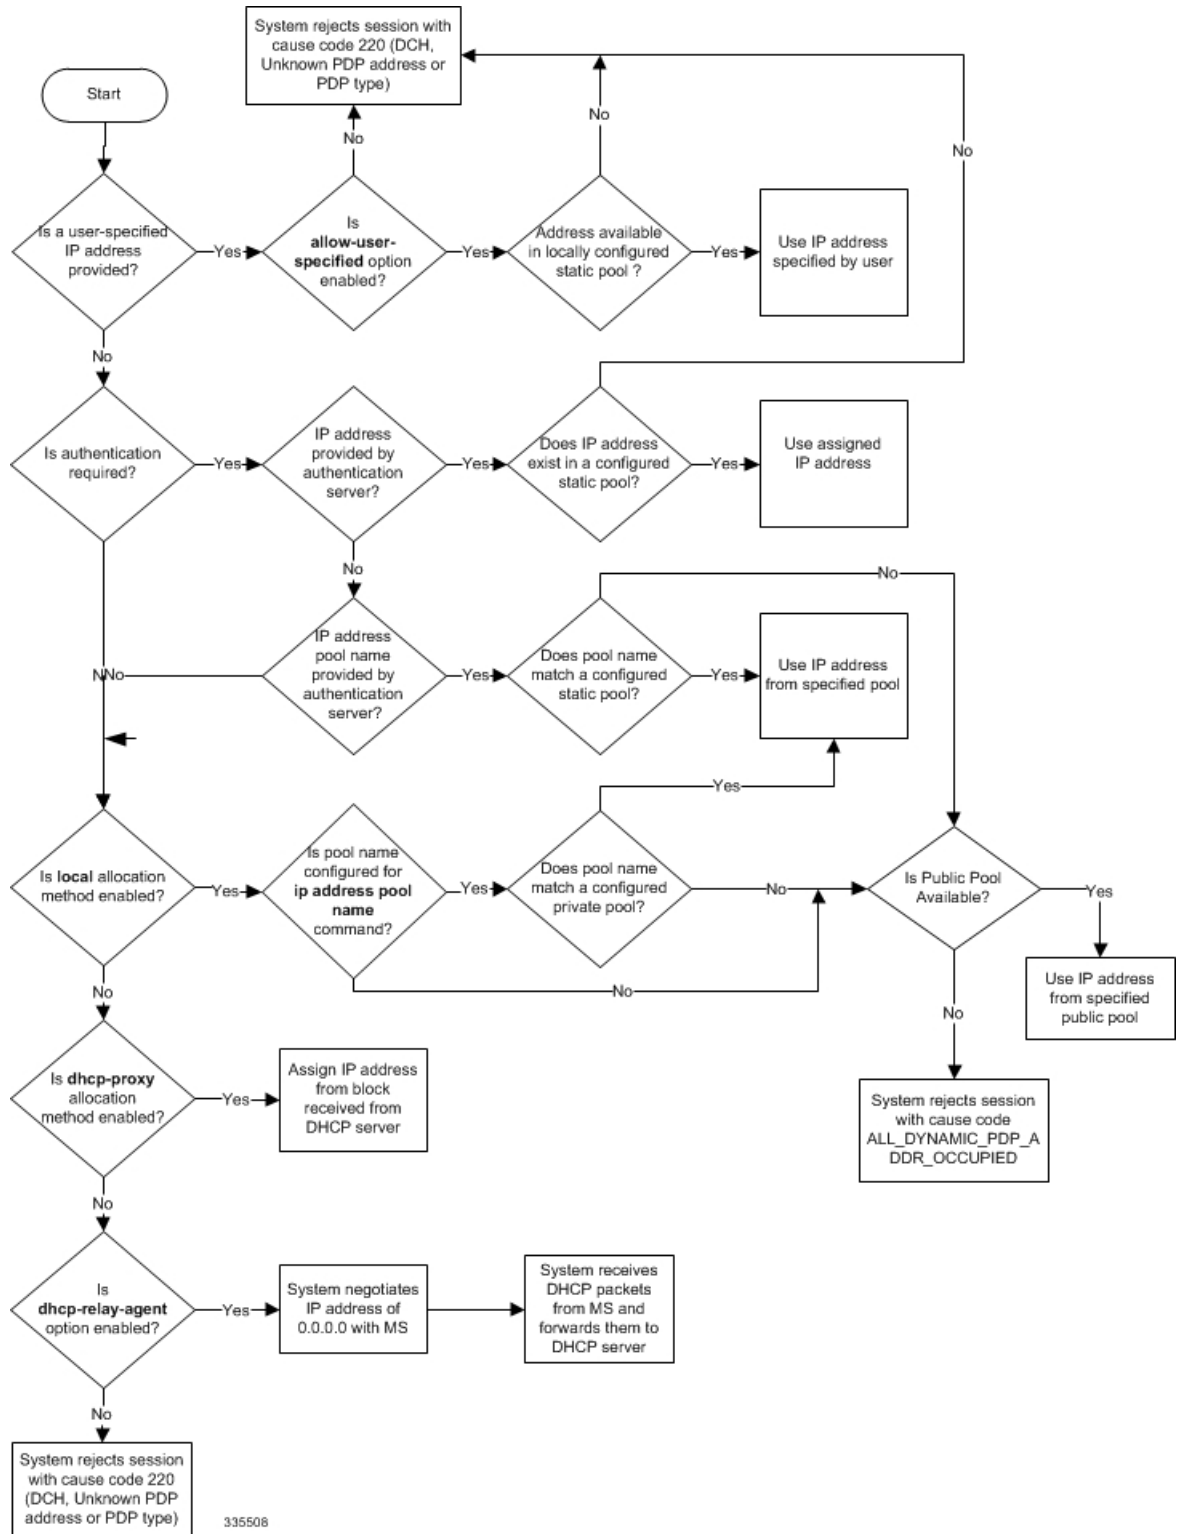 System rejects session with
cause code 220 (DCH,
Unknown PDP address or
PDP type)
Start
No
No
No
Is a user-specified
IP address
provided?
Yes
Is
allow-user-
specified option
enabled?
Yes
Address available
in locally configured
static pool ?
Yes
Use IP address
specified by user
No
Is authentication
required?
Yes
IP address
provided by
authentication
server?
Yes
Does IP address
exist in a configured
static pool?
Yes
Use assigned
IP address
No
No
IP address
pool name
provided by
authentication
server?
NNo
Yes
Does pool name
match a configured
static pool?
Yes
Use IP address
from specified pool
Yes
Is local allocation
method enabled?
Yes
Is pool name
configured for
ip address pool
name
command?
Yes
Does pool name
match a configured
private pool?
No
Is Public Pool
Available?
Yes
No
No
No
Use IP address
from specified
public pool
Is dhcp-proxy
allocation
method enabled?
Yes
Assign IP address
from block
received from
DHCP server
System rejects session
with cause code
ALL_DYNAMIC_PDP_A
DDR_OCCUPIED
No
Is
dhcp-relay-agent
option enabled?
Yes
System negotiates
IP address of
0.0.0.0 with MS
System receives
DHCP packets
from MS and
forwards them to
DHCP server
No
System rejects session
with cause code 220
(DCH, Unknown PDP
address or PDP type)
335508